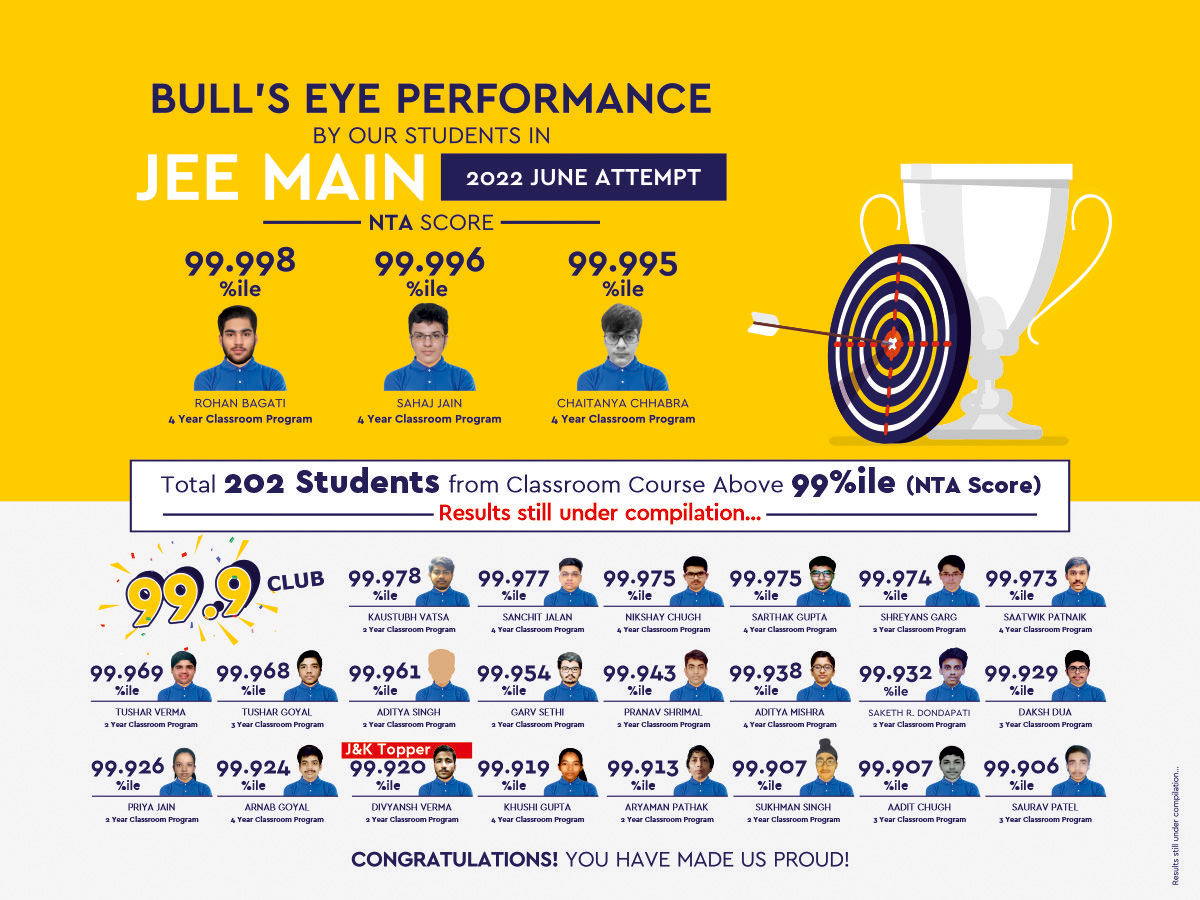 BULL'S EYE PERFORMANCE
BY OUR STUDENTS IN
JEE MAIN 2022 JUNE ATTEMPT
NTA SCORE
99.998 99.996 99.995
%ile %ile %ile
ROHAN BAGATI SAHAJ JAIN CHAITANYA CHHABRA
4 Year Classroom Program 4 Year Classroom Program 4 Year Classroom Program
Total 202 Students from Classroom Course Above 99%ile (NTA Score)
Results still under compilation...
99.9 CLUB
99.978 99.977 99.975 99.975 99.974 99.973
%ile %ile %ile %ile %ile %ile
KAUSTUBH VATSA SANCHIT JALAN NIKSHAY CHUGH SARTHAK GUPTA SHREYANS GARG SAATWIK PATNAIK
2 Year Classroom Program 4 Year Classroom Program 4 Year Classroom Program 4 Year Classroom Program 2 Year Classroom Program 4 Year Classroom Program
99.969 99.968 99.961 99.954 99.943 99.938 99.932 99.929
%ile %ile %ile %ile %ile %ile %ile %ile
TUSHAR VERMA TUSHAR GOYAL ADITYA SINGH GARV SETHI PRANAV SHRIMAL ADITYA MISHRA SAKETH R. DONDAPATI DAKSH DUA
2 Year Classroom Program 3 Year Classroom Program 2 Year Classroom Program 2 Year Classroom Program 2 Year Classroom Program 4 Year Classroom Program 2 Year Classroom Program 3 Year Classroom Program
J&K Topper
99.926 99.924 99.920 99.919 99.913 99.907 99.907 99.906
%ile %ile %ile %ile %ile %ile %ile %ile
PRIYA JAIN ARNAB GOYAL DIVYANSH VERMA KHUSHI GUPTA ARYAMAN PATHAK SUKHMAN SINGH AADIT CHUGH SAURAV PATEL
2 Year Classroom Program 4 Year Classroom Program 2 Year Classroom Program 4 Year Classroom Program 2 Year Classroom Program 2 Year Classroom Program 3 Year Classroom Program 3 Year Classroom Program
CONGRATULATIONS! YOU HAVE MADE US PROUD!
Results still under compilation...